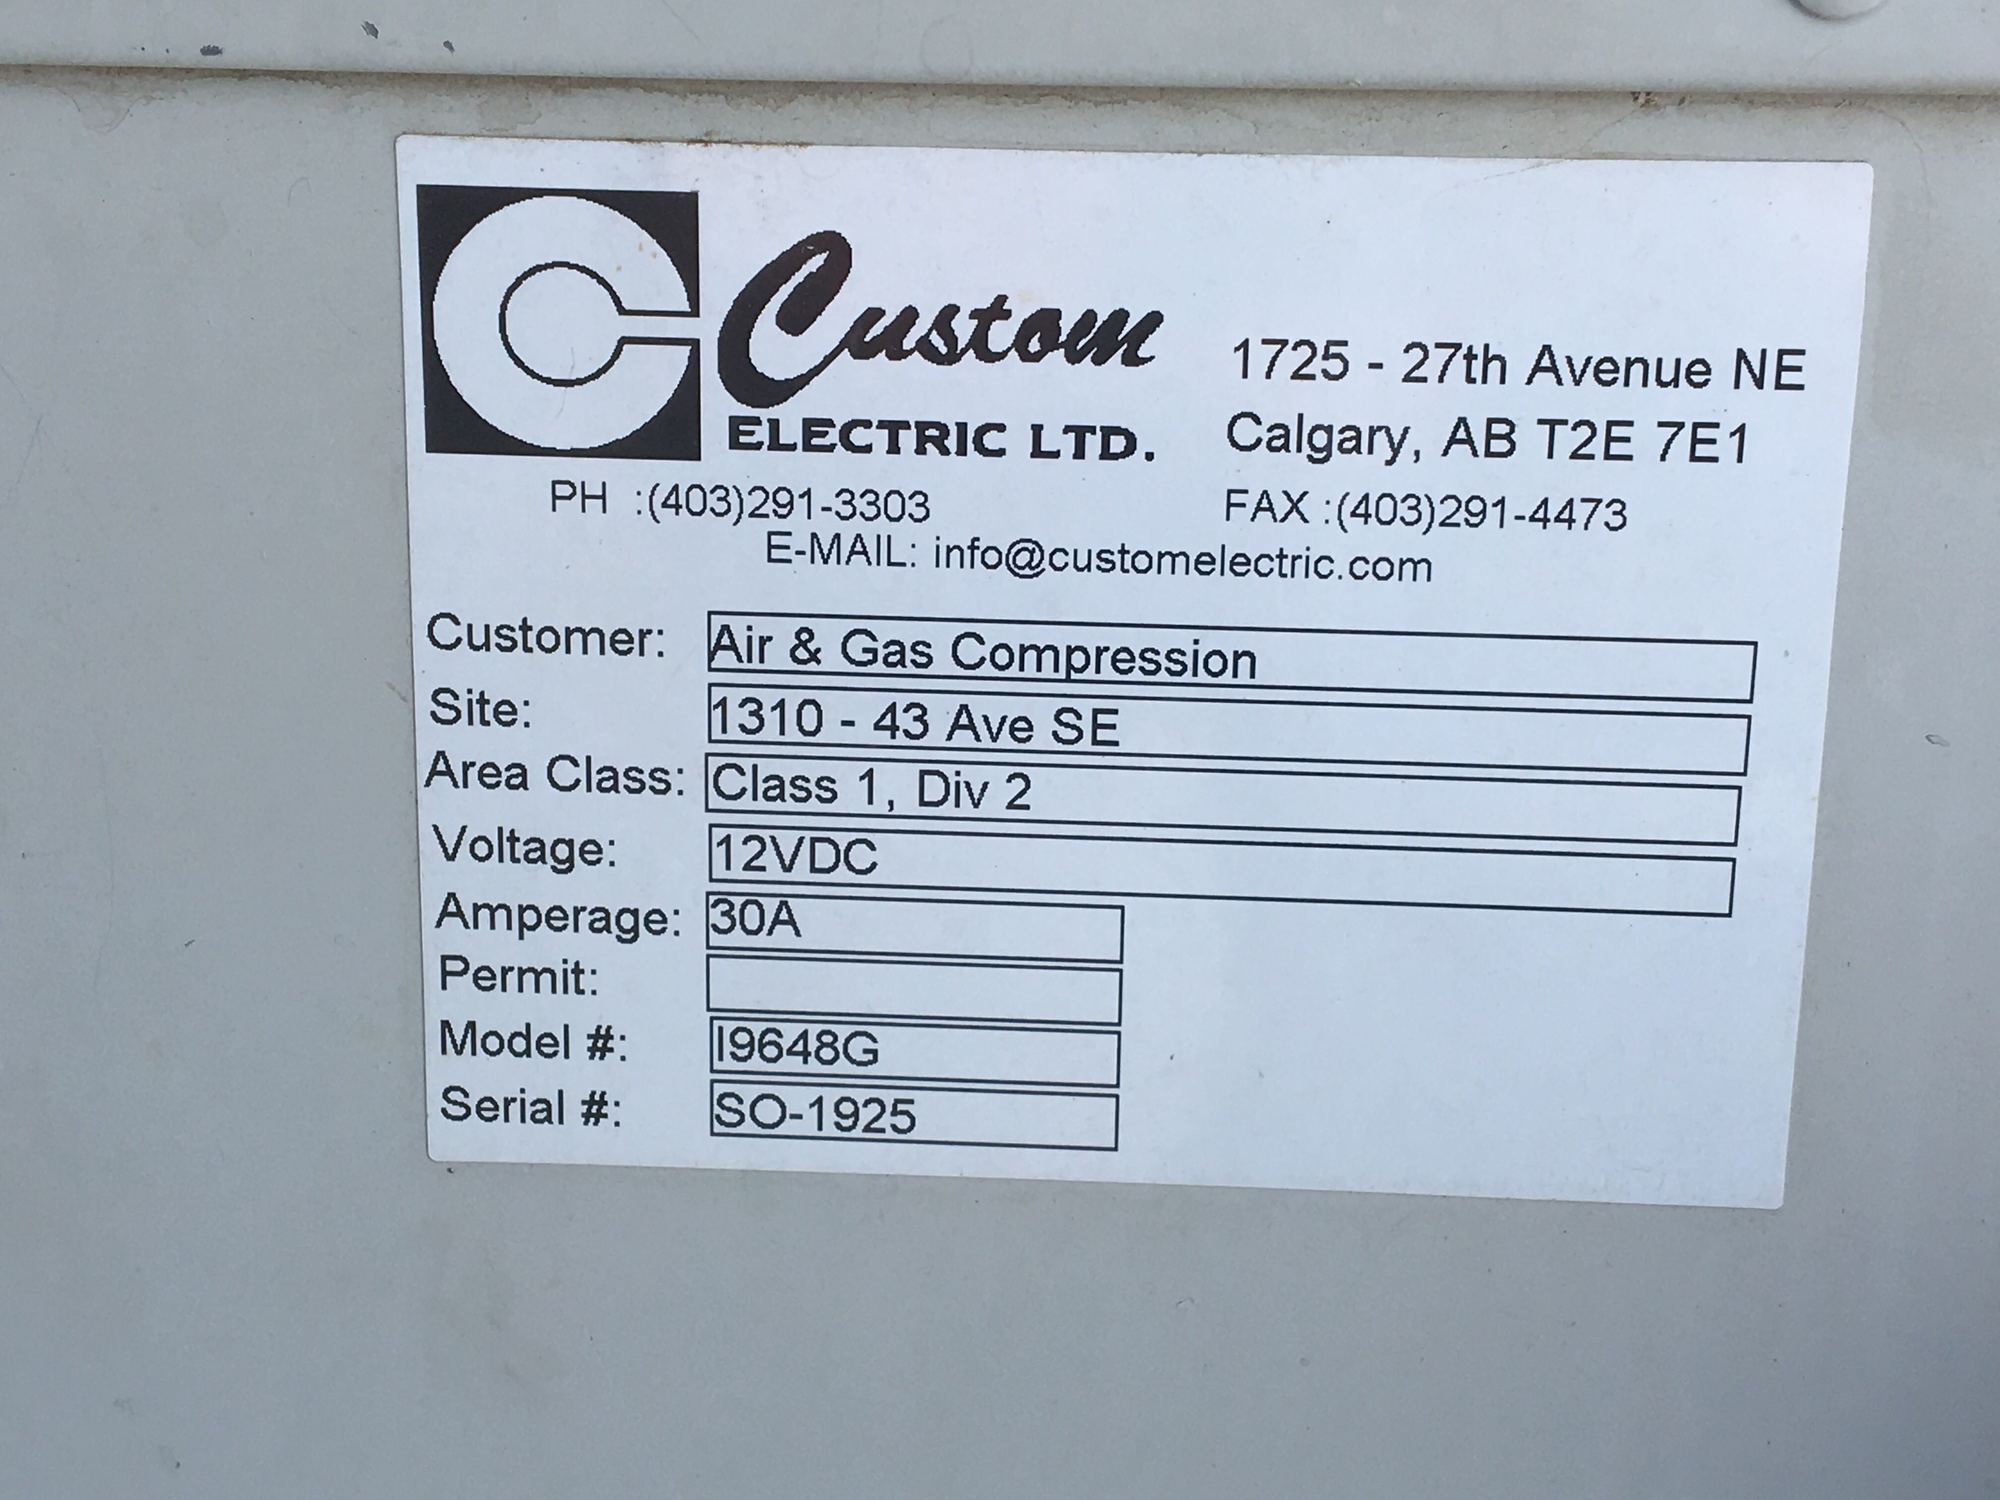 Custom 1725 - 27th Avenue NE
ELECTRIC LTD. Calgary, AB T2E 7E1
PH :(403)291-3303 FAX :(403)291-4473
E-MAIL: info@customelectric.com
Customer: Air & Gas Compression
Site: 1310 - 43 Ave SE
Area Class: Class 1, Div 2
Voltage: 12VDC
Amperage: 30A
Permit:
Model #: I9648G
Serial #: SO-1925